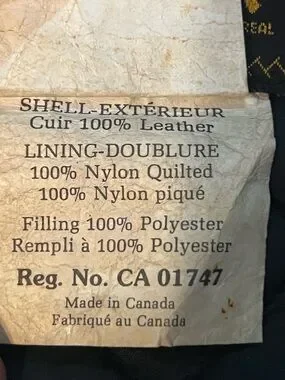 REAL
SHELL-EXTÉRIEUR
Cuir 100% Leather
LINING-DOUBLURE
100% Nylon Quilted
100% Nylon piqué
Filling 100% Polyester
Rempli à 100% Polyester
Reg. No. CA 01747
Made in Canada
Fabriqué au Canada